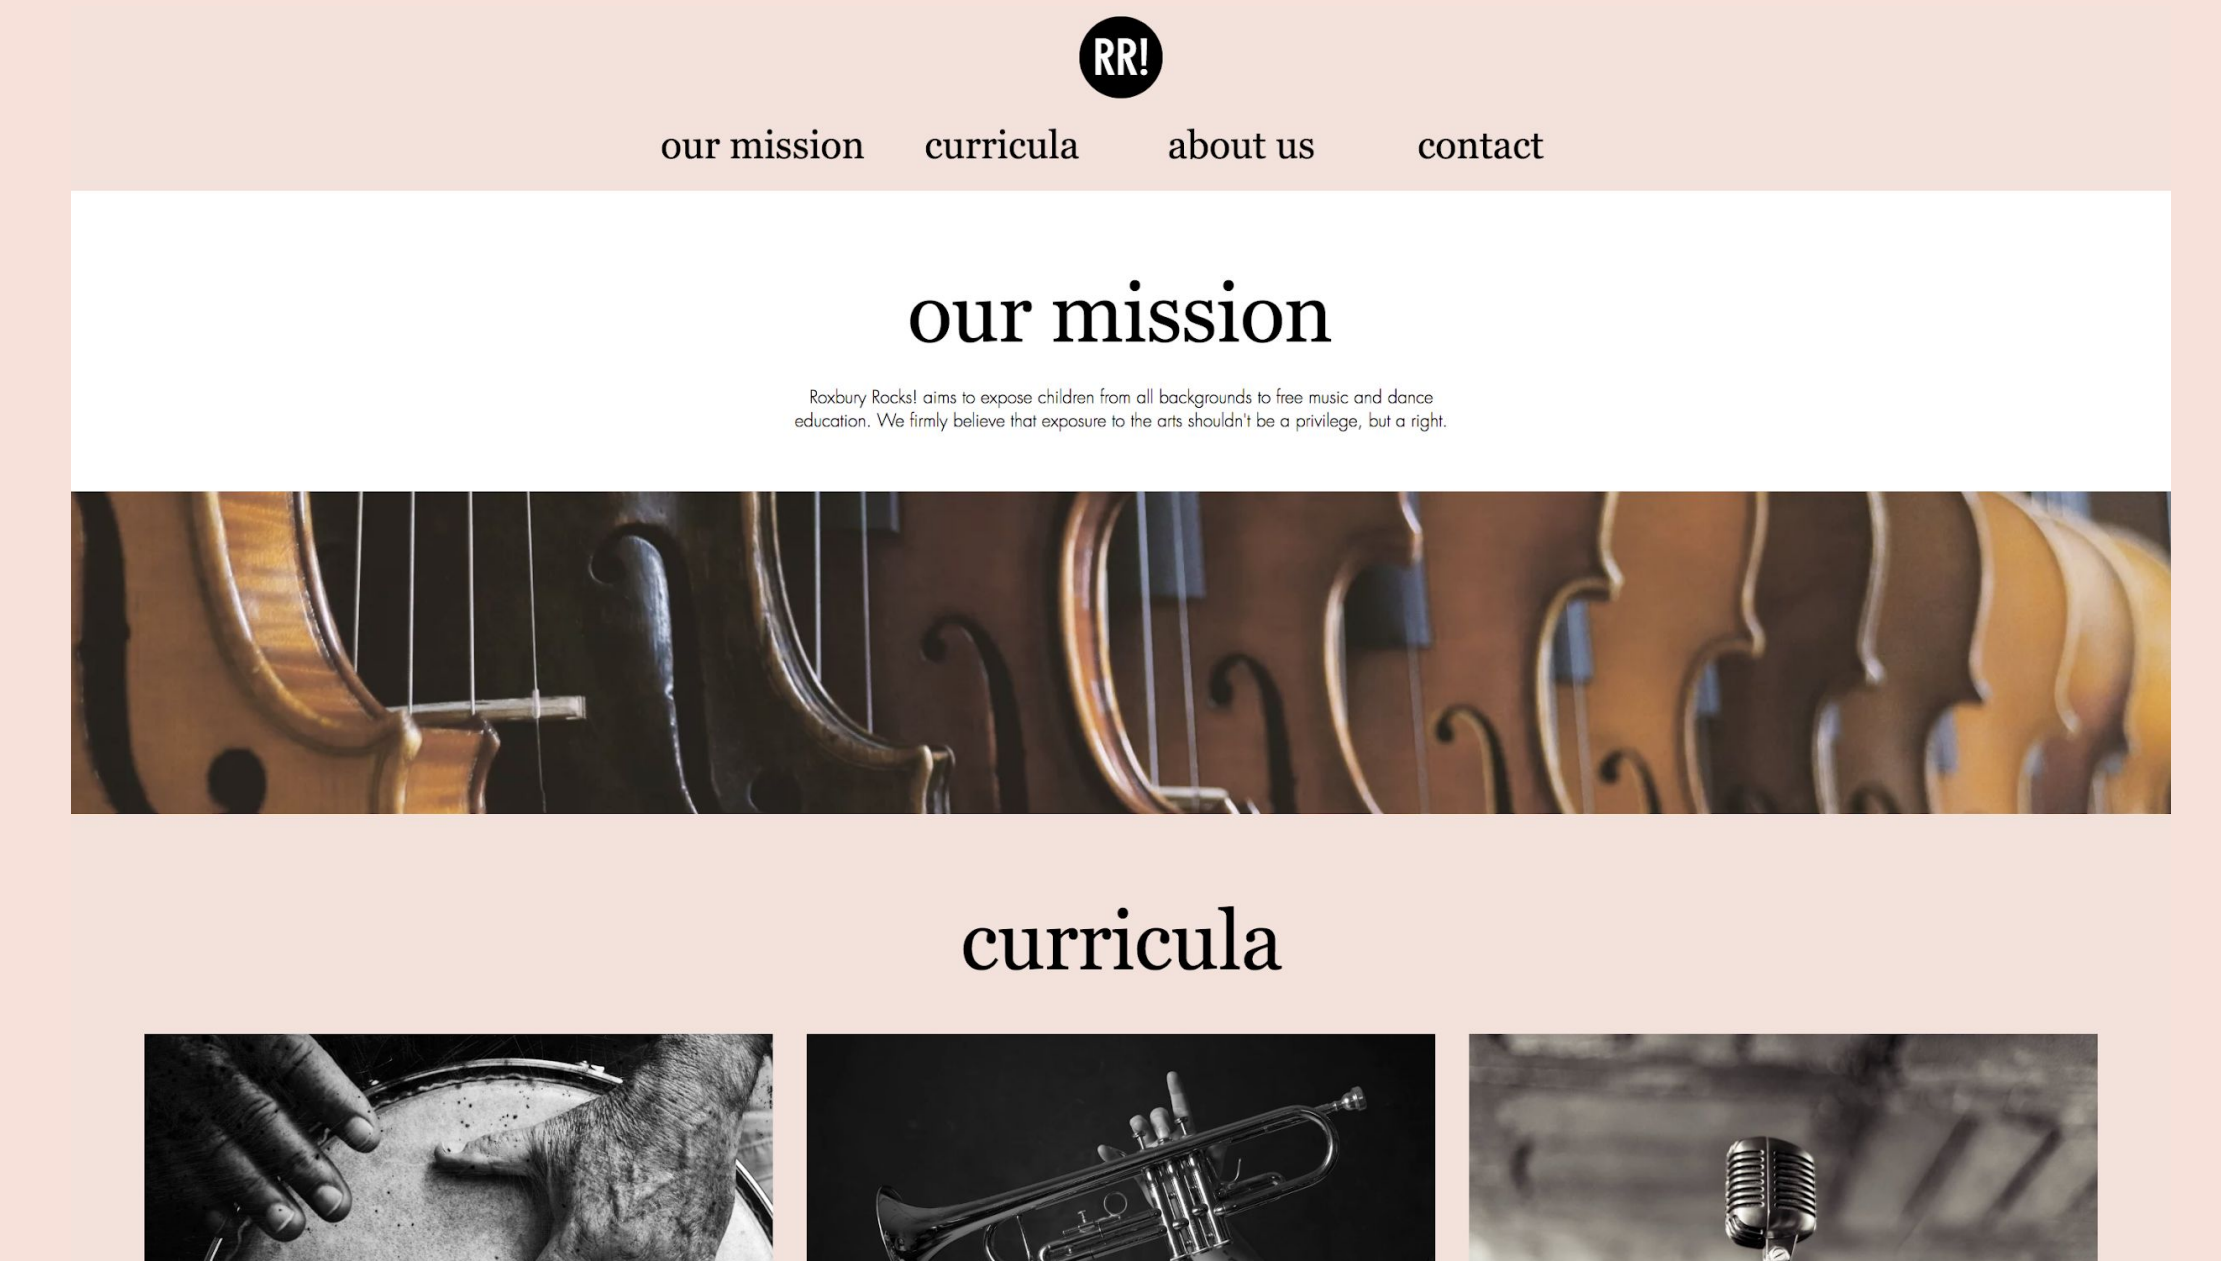 RR!
our mission curricula about us contact
our mission
Roxbury Rocks! aims to expose children from all backgrounds to free music and dance
education. We firmly believe that exposure to the arts shouldn't be a privilege, but a right.
curricula